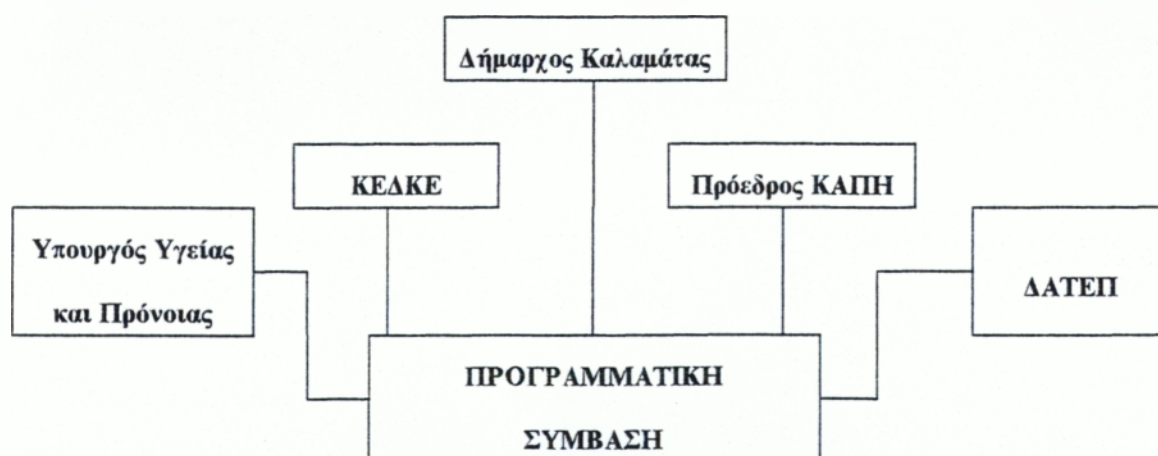 Δήμαρχος Καλαμάτας
ΚΕΔΚΕ
Πρόεδρος ΚΑΠΗ
Υπουργός Υγείας
και Πρόνοιας
ΔΑΤΕΠ
ΠΡΟΓΡΑΜΜΑΤΙΚΗ
ΣΥΜΒΑΣΗ